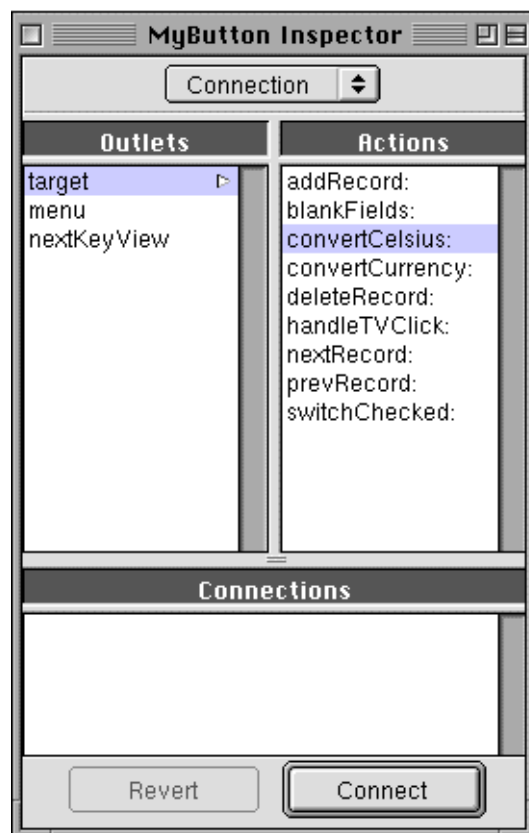 MyButton Inspector
Connection
Outlets
Actions
target
menu
nextKeyView
addRecord:
blankFields:
convertCelsius:
convertCurrency:
deleteRecord:
handleTVClick:
nextRecord:
prevRecord:
switchChecked:
Connections
Revert
Connect